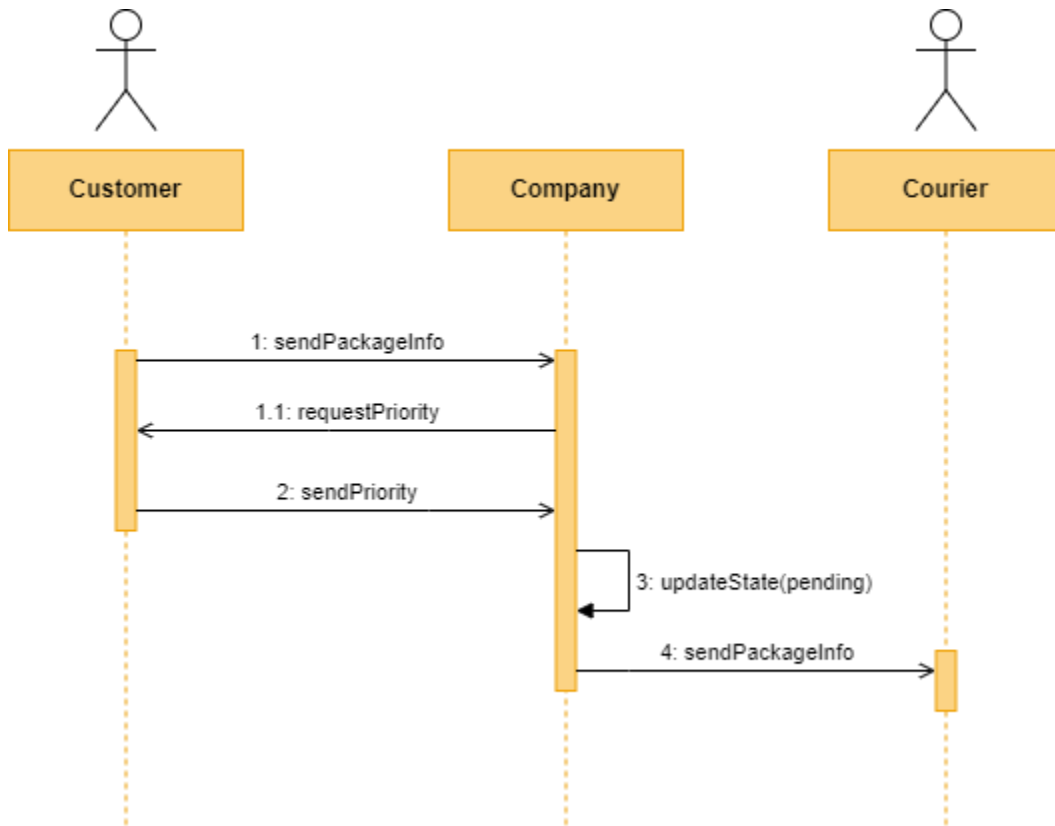 Customer
Company
Courier
1: sendPackageInfo
1.1: requestPriority
2: sendPriority
3: updateState(pending)
4: sendPackageInfo